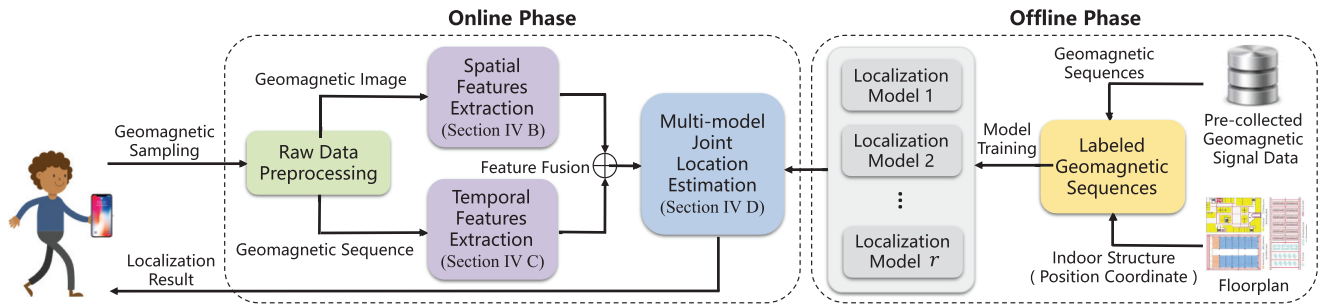 Online Phase
Offline Phase
Geomagnetic
Sampling
Localization
Result
Raw Data
Preprocessing
Geomagnetic Image
Geomagnetic Sequence
Spatial
Features
Extraction
(Section IV B)
Temporal
Features
Extraction
(Section IV C)
Feature Fusion
Multi-model
Joint
Location
Estimation
(Section IV D)
Localization
Model 1
Localization
Model 2
⋮
Localization
Model r
Model
Training
Labeled
Geomagnetic
Sequences
Geomagnetic
Sequences
Pre-collected
Geomagnetic
Signal Data
Indoor Structure
( Position Coordinate )
Floorplan